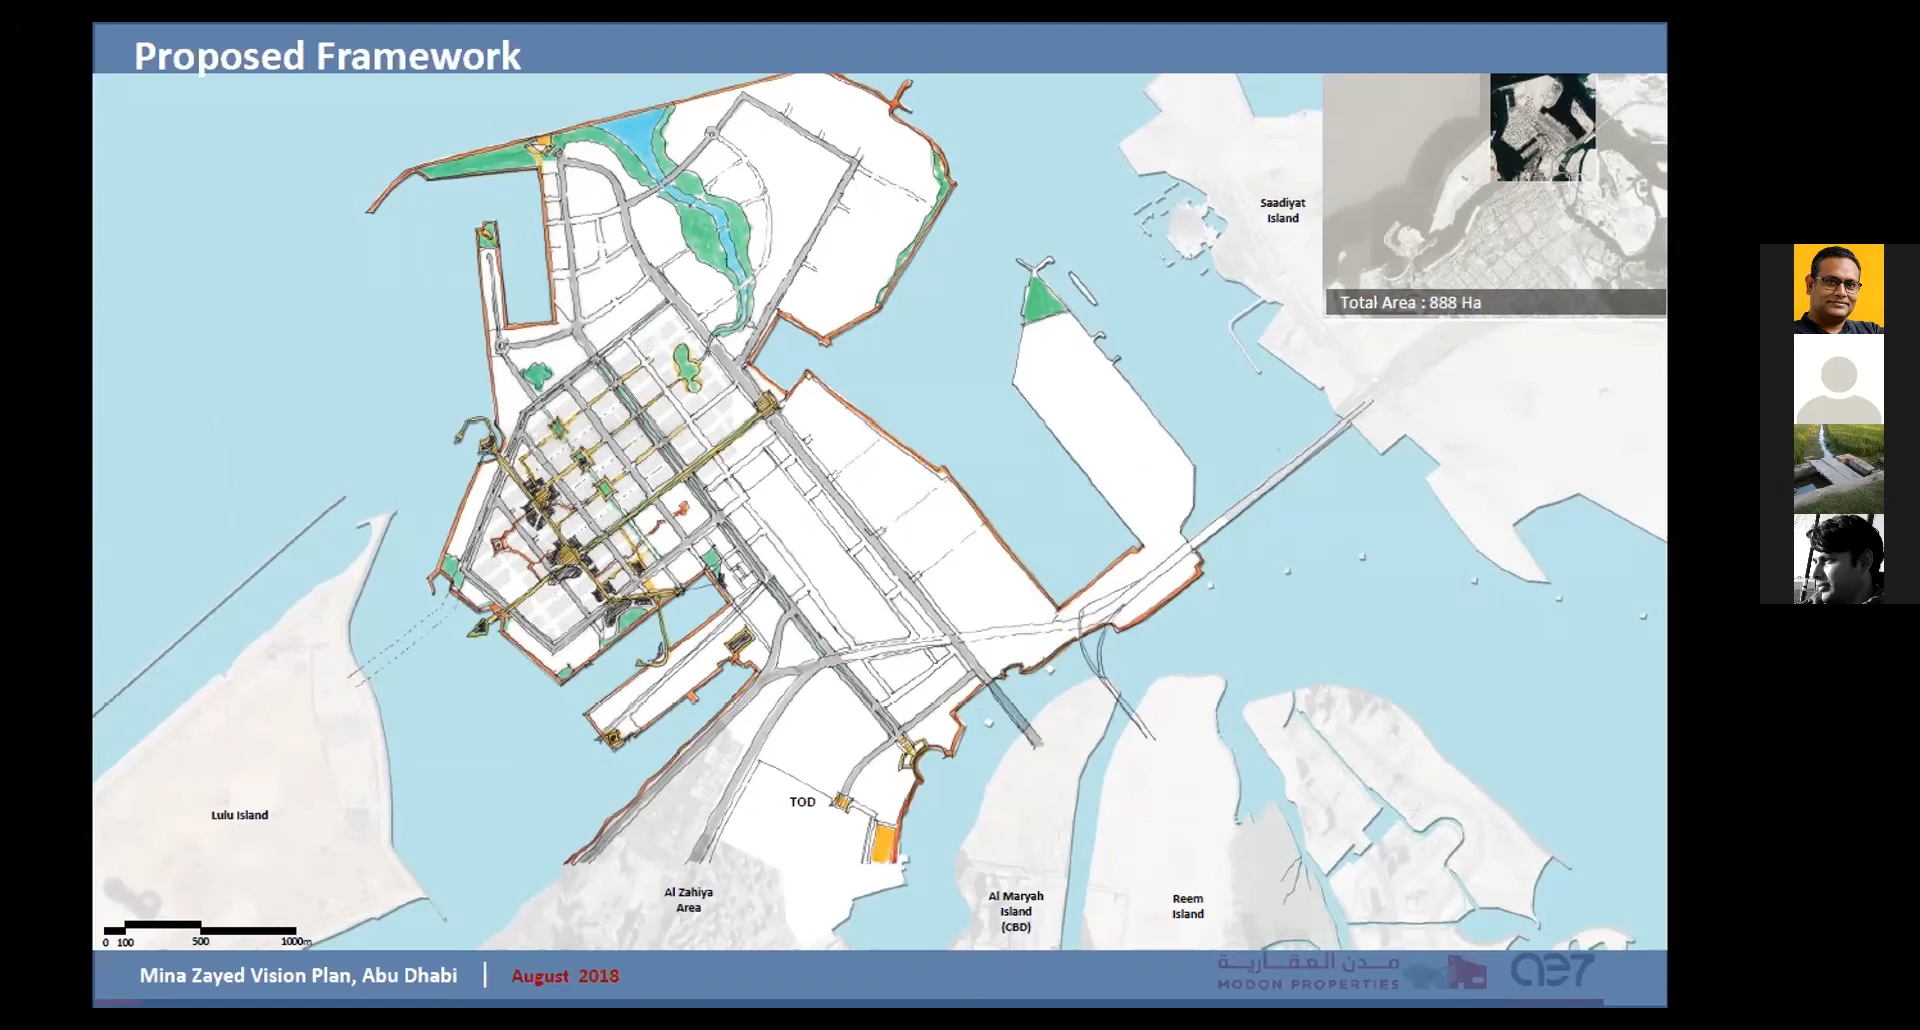 Proposed Framework
Saadiyat
Island
Total Area : 888 Ha
TOD
Lulu Island
Al Zahiya
Area
Al Maryah
Island
(CBD)
Reem
Island
0 100 500 1000m
Mina Zayed Vision Plan, Abu Dhabi | August 2018
مدن العقارية
MODON PROPERTIES
ae7